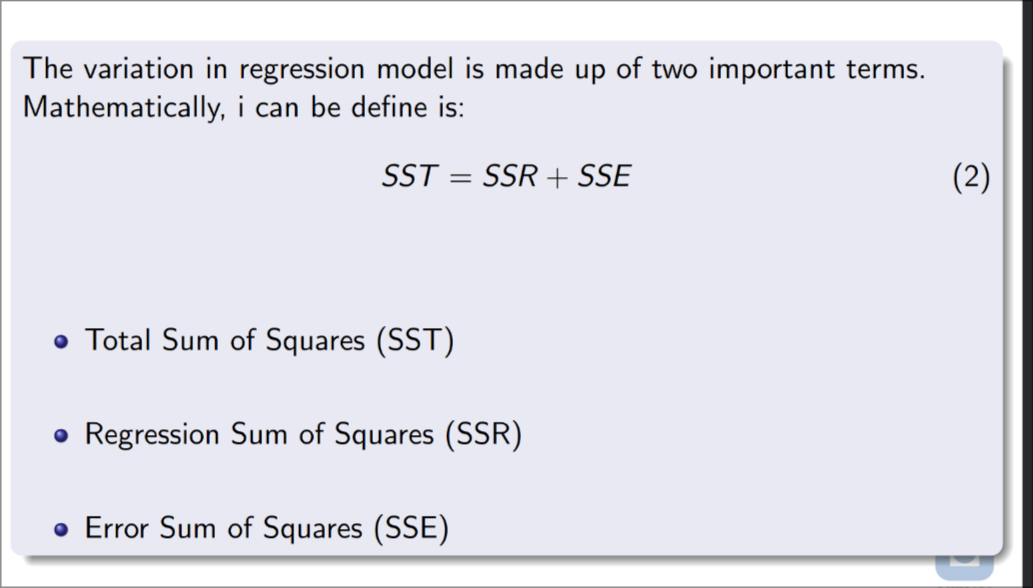 The variation in regression model is made up of two important terms.
Mathematically, i can be define is:
SST = SSR + SSE (2)
Total Sum of Squares (SST)
Regression Sum of Squares (SSR)
Error Sum of Squares (SSE)